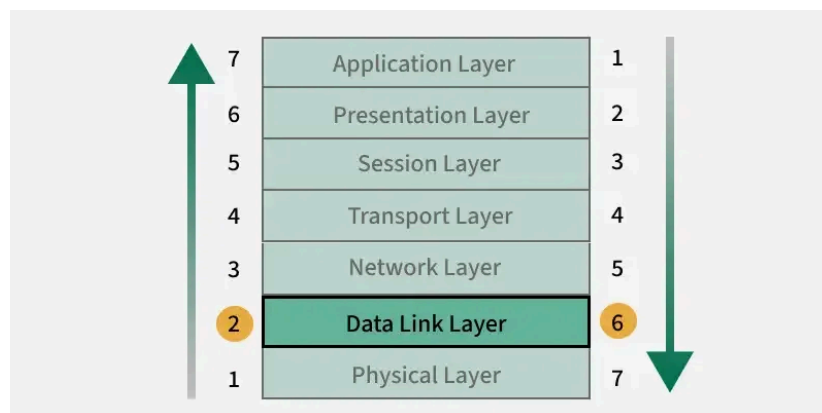 7 Application Layer 1
6 Presentation Layer 2
5 Session Layer 3
4 Transport Layer 4
3 Network Layer 5
2 Data Link Layer 6
1 Physical Layer 7